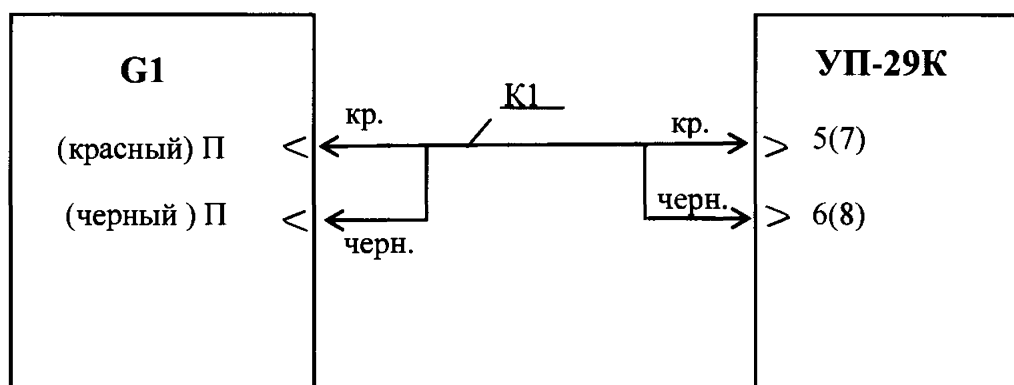 G1
УП-29К
К1
кр.
кр.
(красный) П
5(7)
(черный ) П
черн.
6(8)
черн.